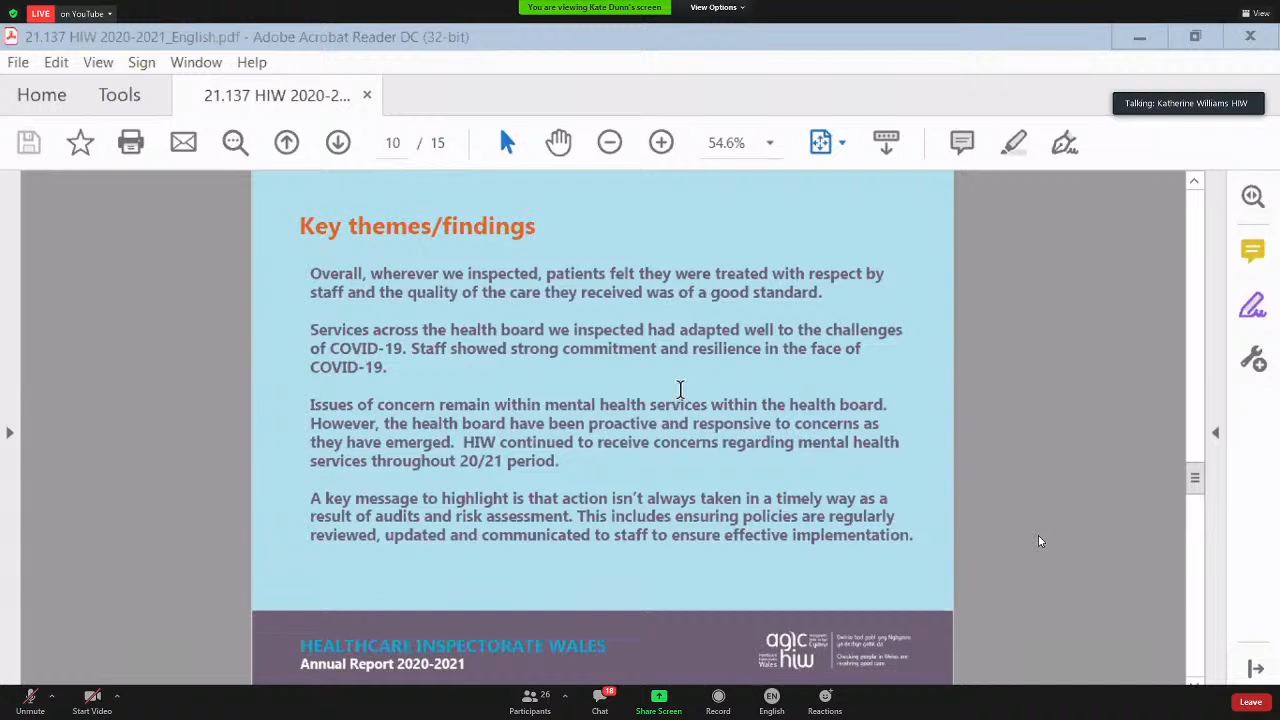 LIVE on YouTube
You are viewing Kate Dunn's screen
View Options
View
21.137 HIW 2020-2021_English.pdf - Adobe Acrobat Reader DC (32-bit)
File Edit View Sign Window Help
Home Tools 21.137 HIW 2020-2...
Talking: Katherine Williams HIW
10 / 15 54.6%
Key themes/findings
Overall, wherever we inspected, patients felt they were treated with respect by
staff and the quality of the care they received was of a good standard.
Services across the health board we inspected had adapted well to the challenges
of COVID-19. Staff showed strong commitment and resilience in the face of
COVID-19.
Issues of concern remain within mental health services within the health board.
However, the health board have been proactive and responsive to concerns as
they have emerged.  HIW continued to receive concerns regarding mental health
services throughout 20/21 period.
A key message to highlight is that action isn't always taken in a timely way as a
result of audits and risk assessment. This includes ensuring policies are regularly
reviewed, updated and communicated to staff to ensure effective implementation.
HEALTHCARE INSPECTORATE WALES
Annual Report 2020-2021
agic
hiw
Wales
Unmute Start Video Participants 26 Chat 18 Share Screen Record EN English Reactions Leave